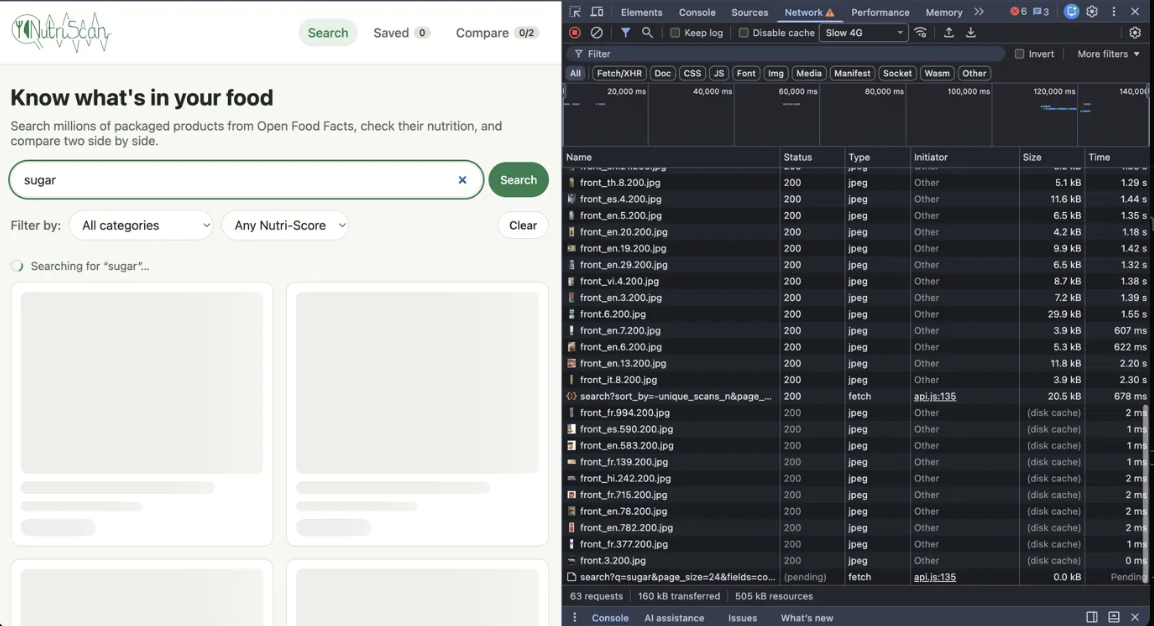 NutriScan
Search Saved 0 Compare 0/2
Know what's in your food
Search millions of packaged products from Open Food Facts, check their nutrition, and
compare two side by side.
sugar × Search
Filter by: All categories Any Nutri-Score Clear
Searching for “sugar”...
Elements Console Sources Network Performance Memory 6 3
Keep log Disable cache Slow 4G
Filter Invert More filters
All Fetch/XHR Doc CSS JS Font Img Media Manifest Socket Wasm Other
20,000 ms 40,000 ms 60,000 ms 80,000 ms 100,000 ms 120,000 ms 140,00
Name Status Type Initiator Size Time
front_th.8.200.jpg 200 jpeg Other 5.1 kB 1.29 s
front_es.4.200.jpg 200 jpeg Other 11.6 kB 1.44 s
front_en.5.200.jpg 200 jpeg Other 6.5 kB 1.35 s
front_en.20.200.jpg 200 jpeg Other 4.2 kB 1.18 s
front_en.19.200.jpg 200 jpeg Other 9.9 kB 1.42 s
front_en.29.200.jpg 200 jpeg Other 6.5 kB 1.32 s
front_vi.4.200.jpg 200 jpeg Other 8.7 kB 1.38 s
front_en.3.200.jpg 200 jpeg Other 7.2 kB 1.39 s
front.6.200.jpg 200 jpeg Other 29.9 kB 1.55 s
front_en.7.200.jpg 200 jpeg Other 3.9 kB 607 ms
front_en.6.200.jpg 200 jpeg Other 5.3 kB 622 ms
front_en.13.200.jpg 200 jpeg Other 11.8 kB 2.20 s
front_it.8.200.jpg 200 jpeg Other 3.9 kB 2.30 s
search?sort_by=-unique_scans_n&page_... 200 fetch api.js:135 20.5 kB 678 ms
front_fr.994.200.jpg 200 jpeg Other (disk cache) 2 ms
front_es.590.200.jpg 200 jpeg Other (disk cache) 1 ms
front_en.583.200.jpg 200 jpeg Other (disk cache) 1 ms
front_fr.139.200.jpg 200 jpeg Other (disk cache) 1 ms
front_hi.242.200.jpg 200 jpeg Other (disk cache) 2 ms
front_fr.715.200.jpg 200 jpeg Other (disk cache) 2 ms
front_en.78.200.jpg 200 jpeg Other (disk cache) 2 ms
front_en.782.200.jpg 200 jpeg Other (disk cache) 2 ms
front_fr.377.200.jpg 200 jpeg Other (disk cache) 1 ms
front.3.200.jpg 200 jpeg Other (disk cache) 0 ms
search?q=sugar&page_size=24&fields=co... (pending) fetch api.js:135 0.0 kB Pending
63 requests 160 kB transferred 505 kB resources
Console AI assistance Issues What's new